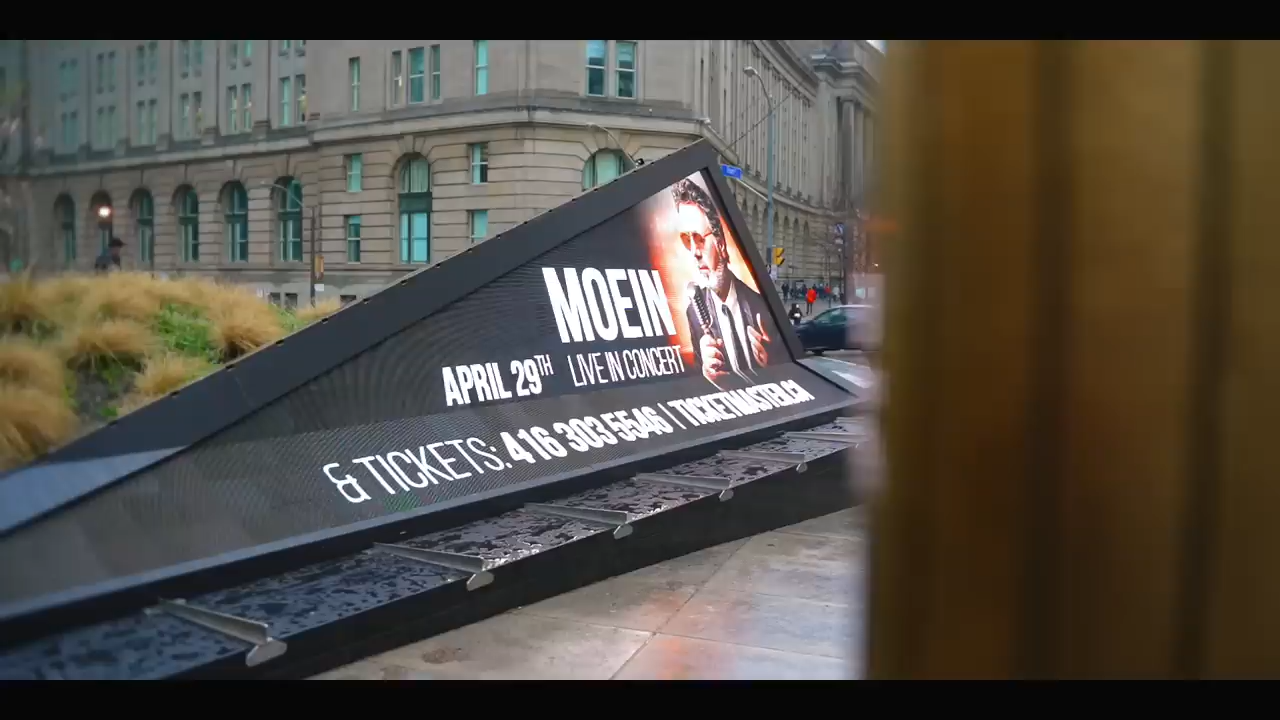 MOEIN
APRIL 29TH LIVE IN CONCERT
& TICKETS: 416 303 5546 | TICKETMASTER.CA